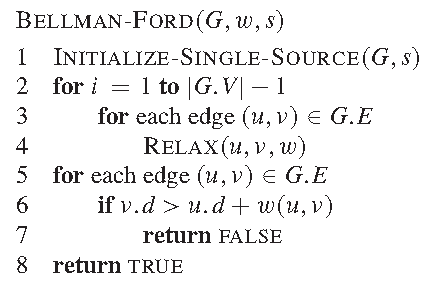 BELLMAN-FORD(G, w, s)
1 INITIALIZE-SINGLE-SOURCE(G, s)
2 for i = 1 to |G.V| − 1
3 for each edge (u, v) ∈ G.E
4 RELAX(u, v, w)
5 for each edge (u, v) ∈ G.E
6 if v.d > u.d + w(u, v)
7 return FALSE
8 return TRUE